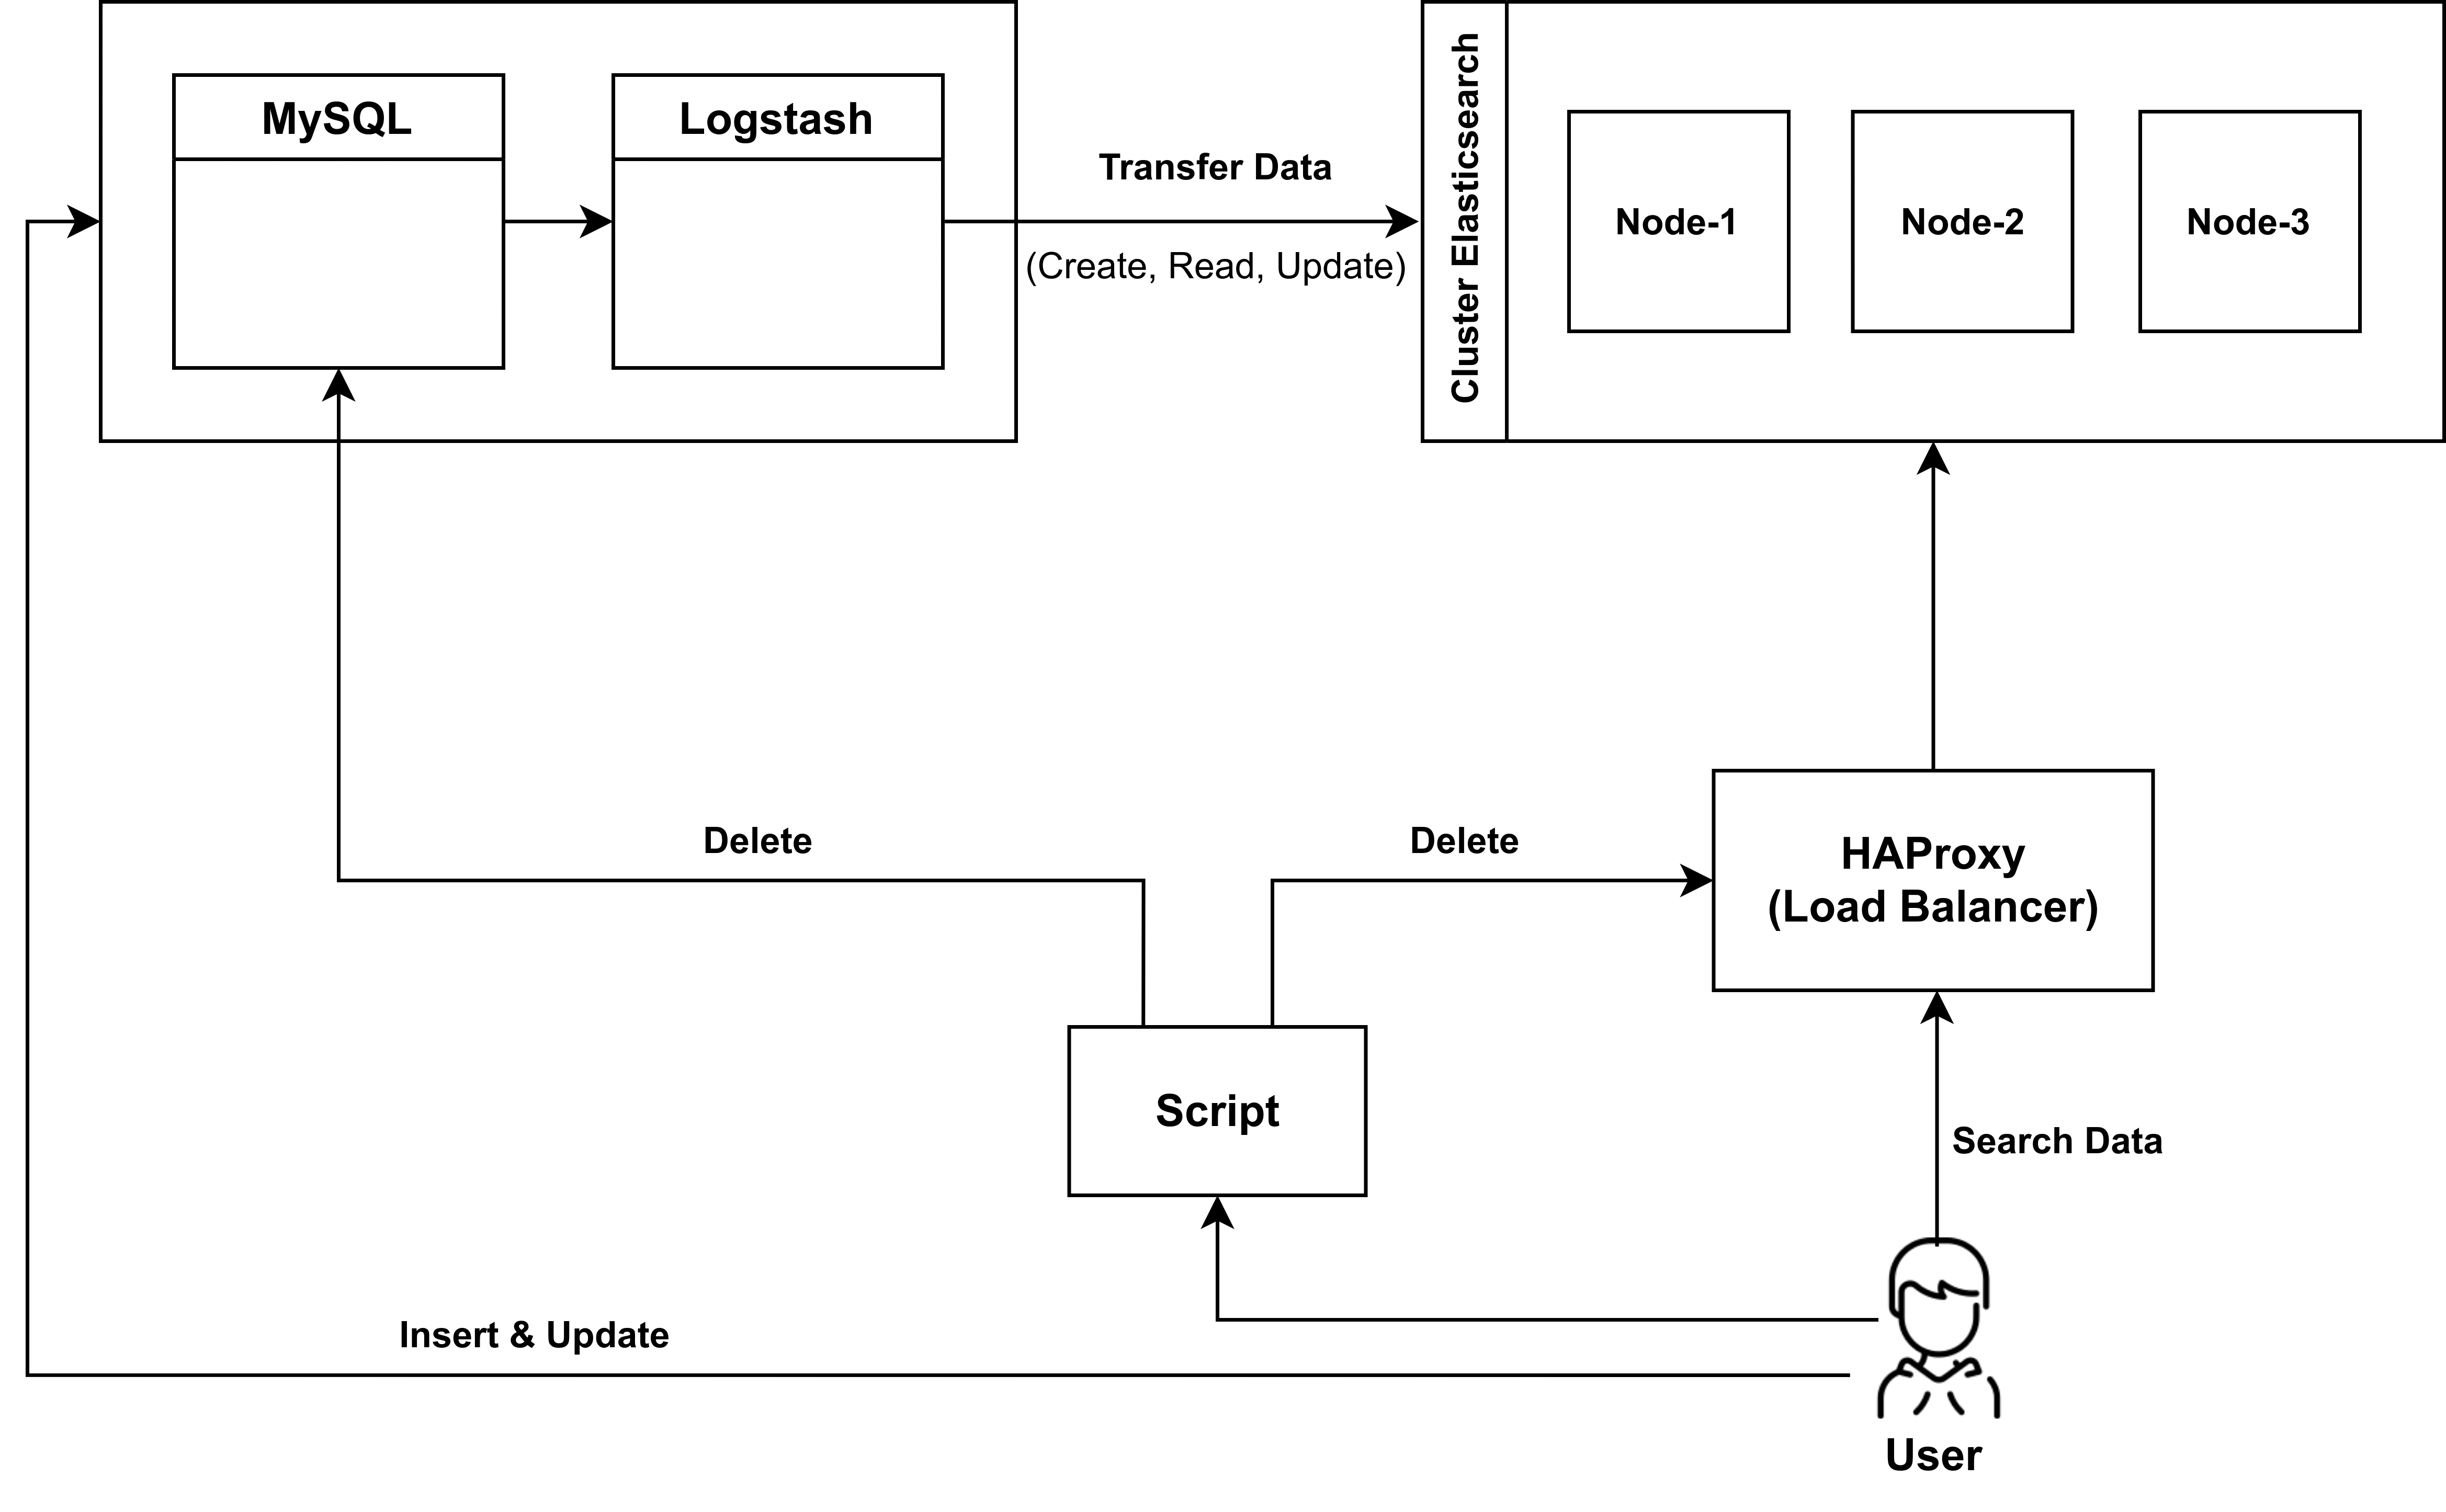 MySQL
Logstash
Transfer Data
(Create, Read, Update)
Cluster Elasticsearch
Node-1
Node-2
Node-3
Delete
Delete
HAProxy
(Load Balancer)
Script
Search Data
Insert & Update
User